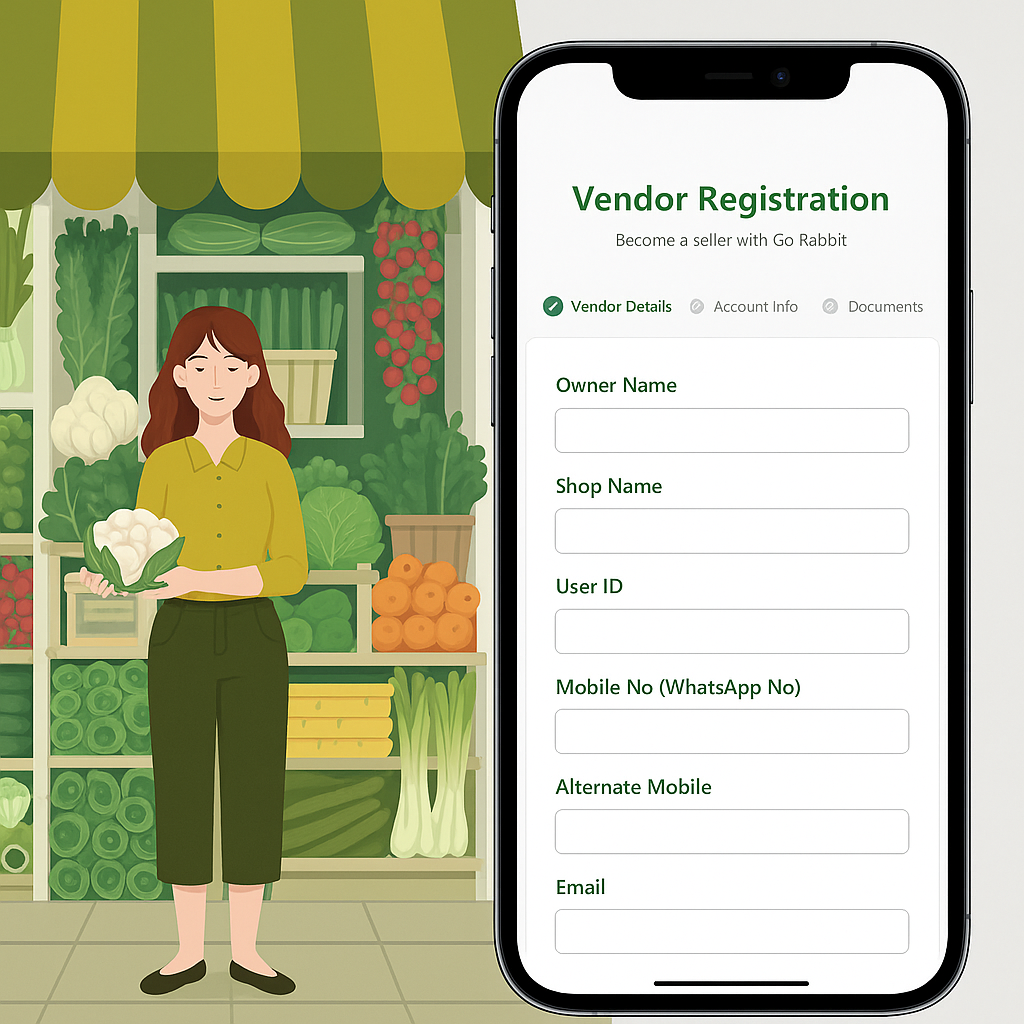 Vendor Registration
Become a seller with Go Rabbit
Vendor Details Account Info Documents
Owner Name
Shop Name
User ID
Mobile No (WhatsApp No)
Alternate Mobile
Email